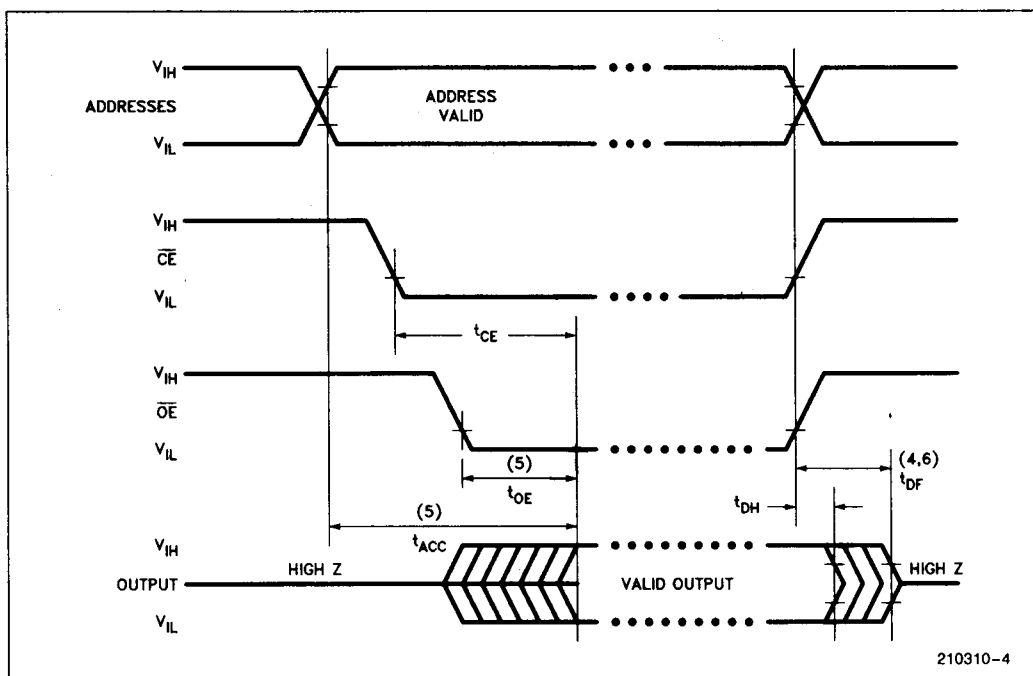 V_IH
ADDRESSES
ADDRESS
VALID
V_IL
V_IH
CE
V_IL
t_CE
V_IH
OE
V_IL
(5)
t_OE
(4,6)
t_DF
t_DH
(5)
t_ACC
V_IH
HIGH Z
OUTPUT
VALID OUTPUT
HIGH Z
V_IL
210310-4